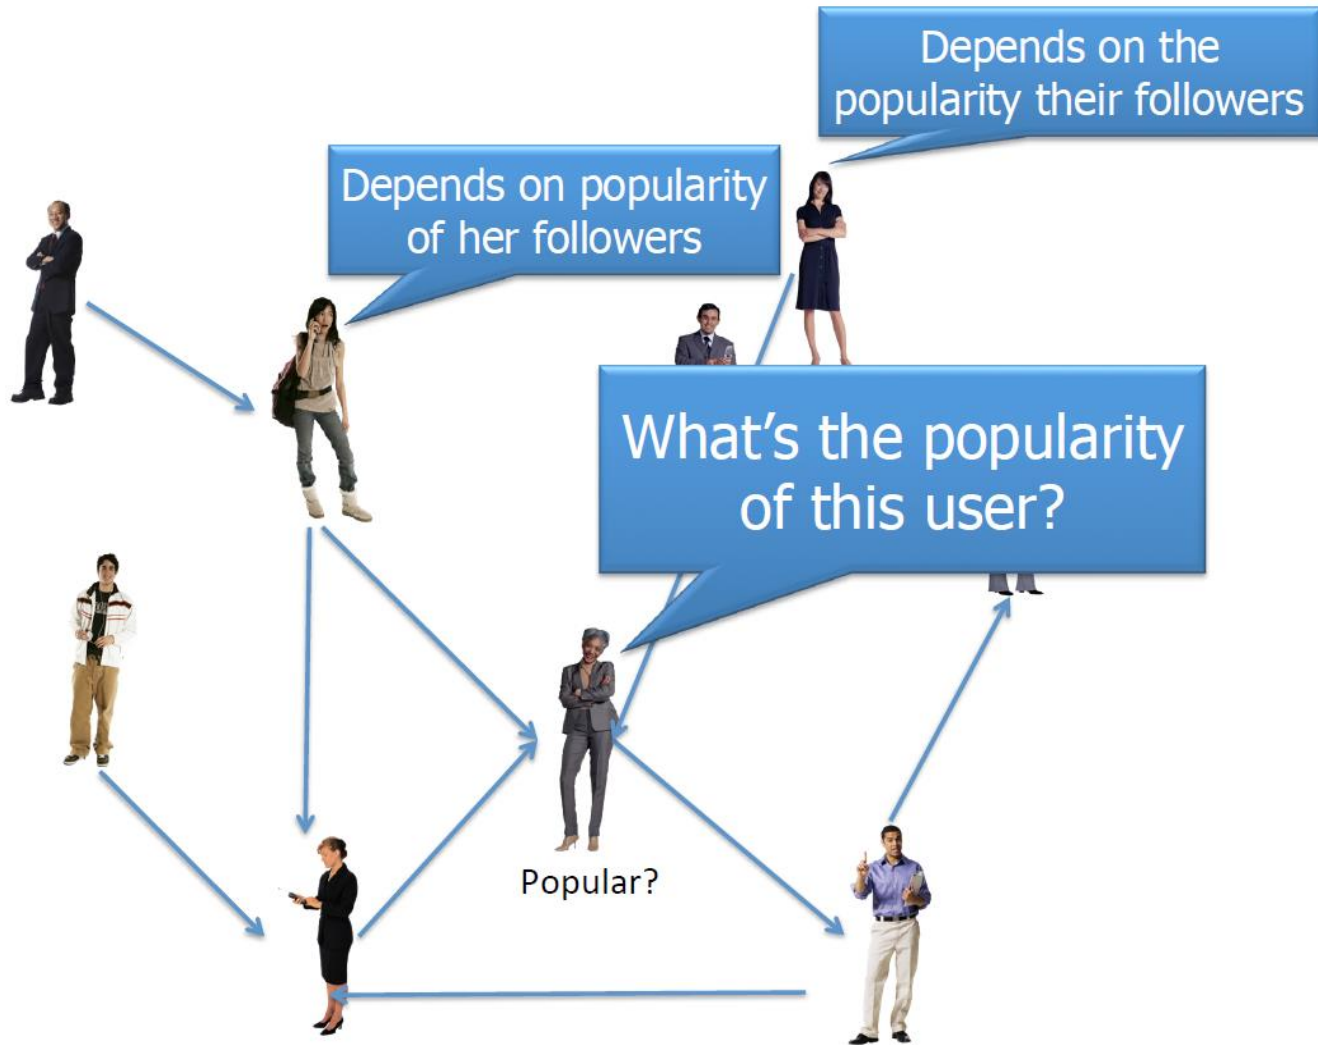 Depends on the
popularity their followers
Depends on popularity
of her followers
What's the popularity
of this user?
Popular?